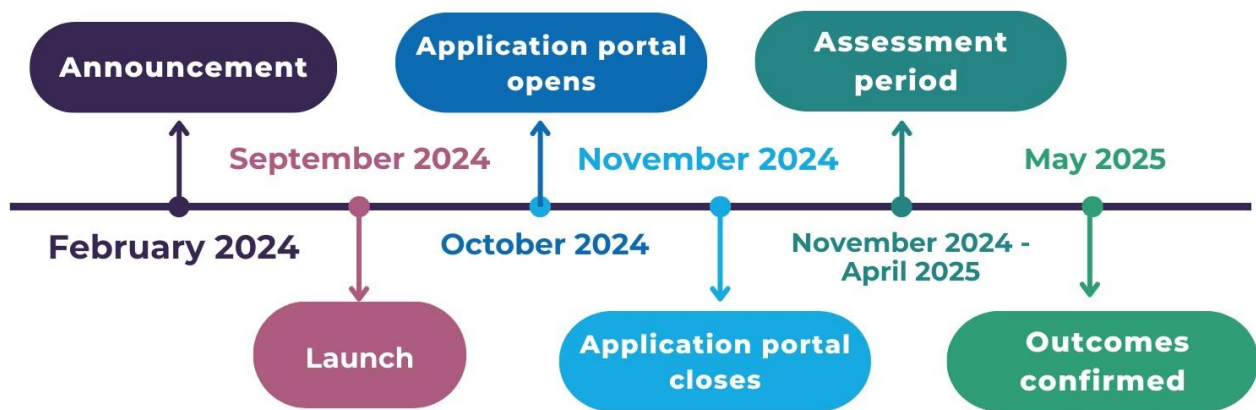 Announcement
Application portal
opens
Assessment
period
September 2024
November 2024
May 2025
February 2024
October 2024
November 2024 -
April 2025
Launch
Application portal
closes
Outcomes
confirmed